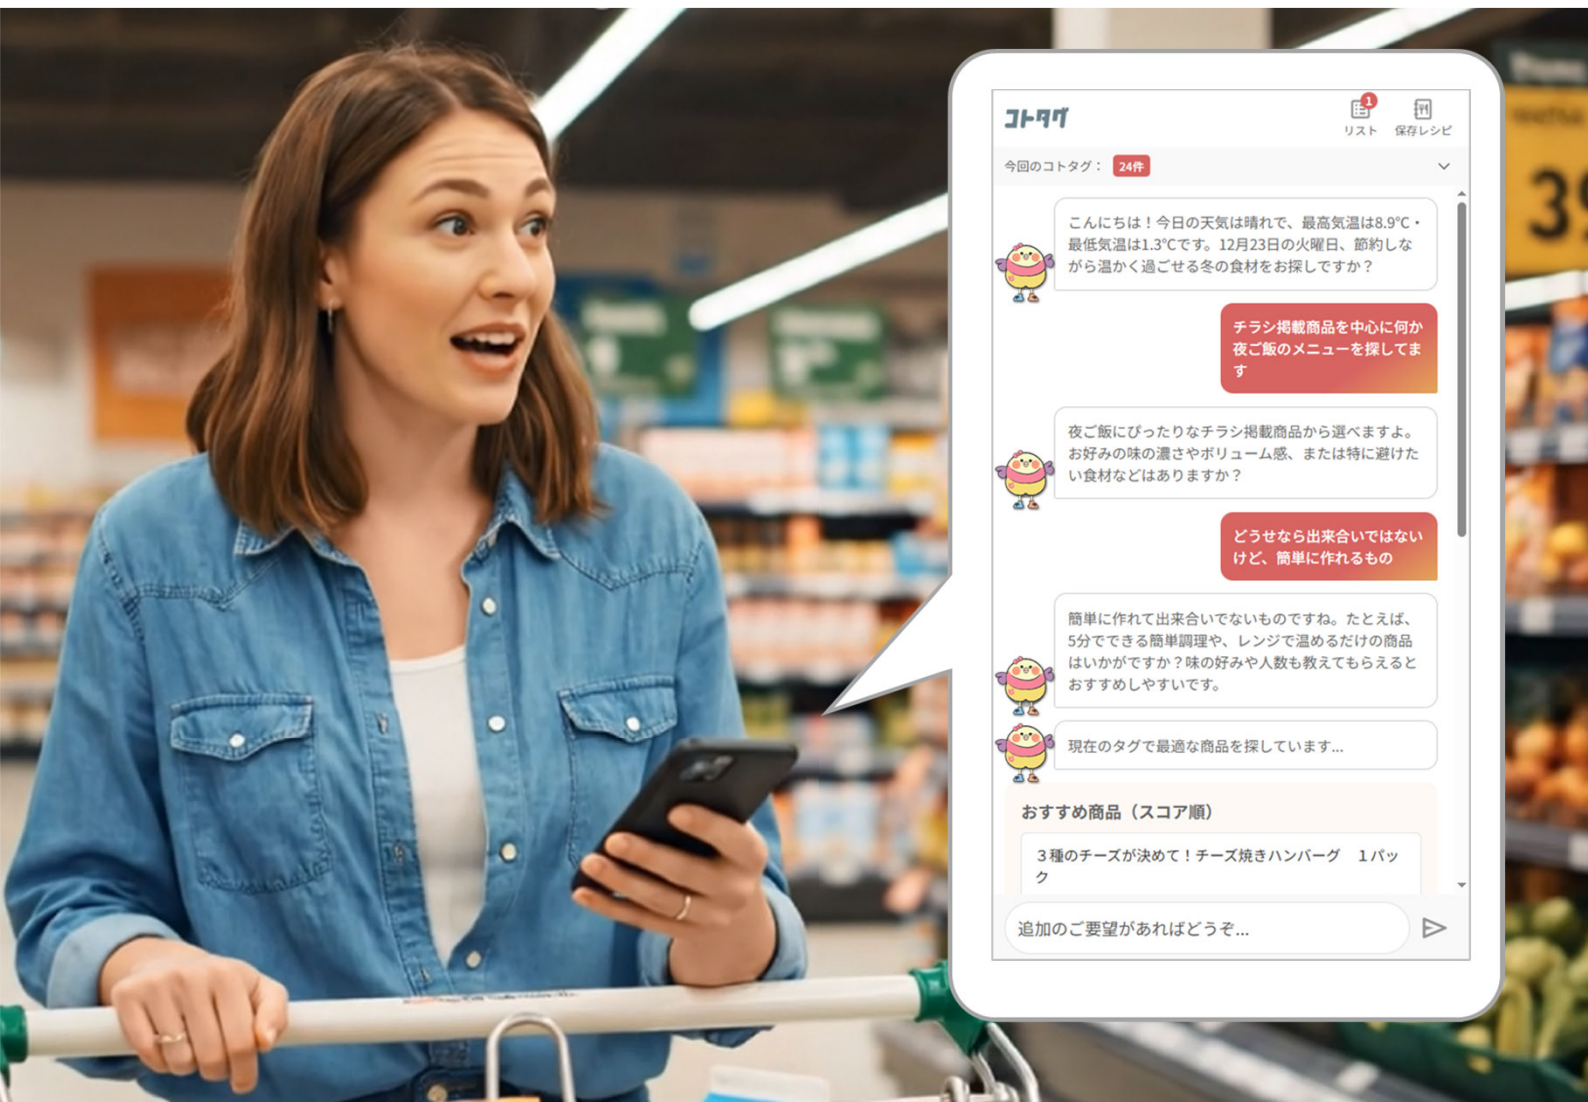 コトタグ
1
リスト
保存レシピ
今回のコトタグ：
24件
こんにちは！今日の天気は晴れで、最高気温は8.9℃・
最低気温は1.3℃です。12月23日の火曜日、節約しな
がら温かく過ごせる冬の食材をお探しですか？
チラシ掲載商品を中心に何か
夜ご飯のメニューを探してま
す
夜ご飯にぴったりなチラシ掲載商品から選べますよ。
お好みの味の濃さやボリューム感、または特に避けた
い食材などはありますか？
どうせなら出来合いではない
けど、簡単に作れるもの
簡単に作れて出来合いでないものですね。たとえば、
5分でできる簡単調理や、レンジで温めるだけの商品
はいかがですか？味の好みや人数も教えてもらえると
おすすめしやすいです。
現在のタグで最適な商品を探しています...
おすすめ商品（スコア順）
３種のチーズが決めて！チーズ焼きハンバーグ　１パッ
ク
追加のご要望があればどうぞ...
39